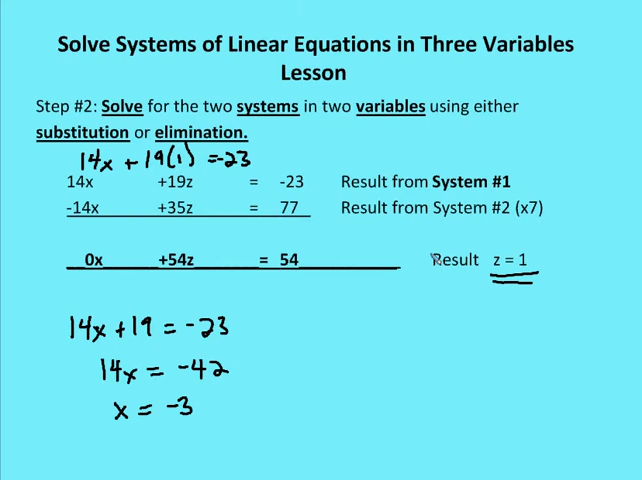 Solve Systems of Linear Equations in Three Variables
Lesson
Step #2: Solve for the two systems in two variables using either
substitution or elimination.
14x + 19(1) = -23
14x +19z = -23 Result from System #1
-14x +35z = 77 Result from System #2 (x7)
0x +54z = 54 Result z = 1
14x + 19 = -23
14x = -42
x = -3